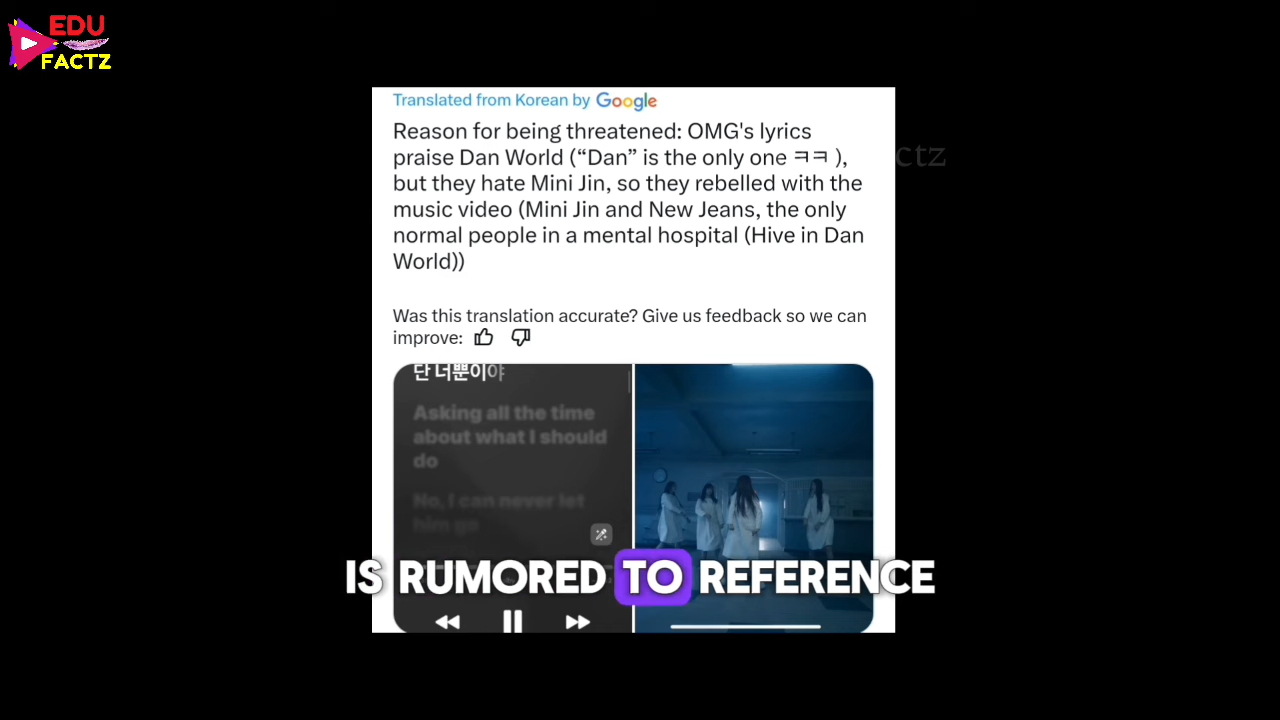 EDU
FACTZ
Translated from Korean by Google
Reason for being threatened: OMG's lyrics
praise Dan World (“Dan” is the only one ㅋㅋ ),
but they hate Mini Jin, so they rebelled with the
music video (Mini Jin and New Jeans, the only
normal people in a mental hospital (Hive in Dan
World))
ctz
Was this translation accurate? Give us feedback so we can
improve:
단 너뿐이야
Asking all the time
about what I should
do
No, I can never let
him go
IS RUMORED TO REFERENCE